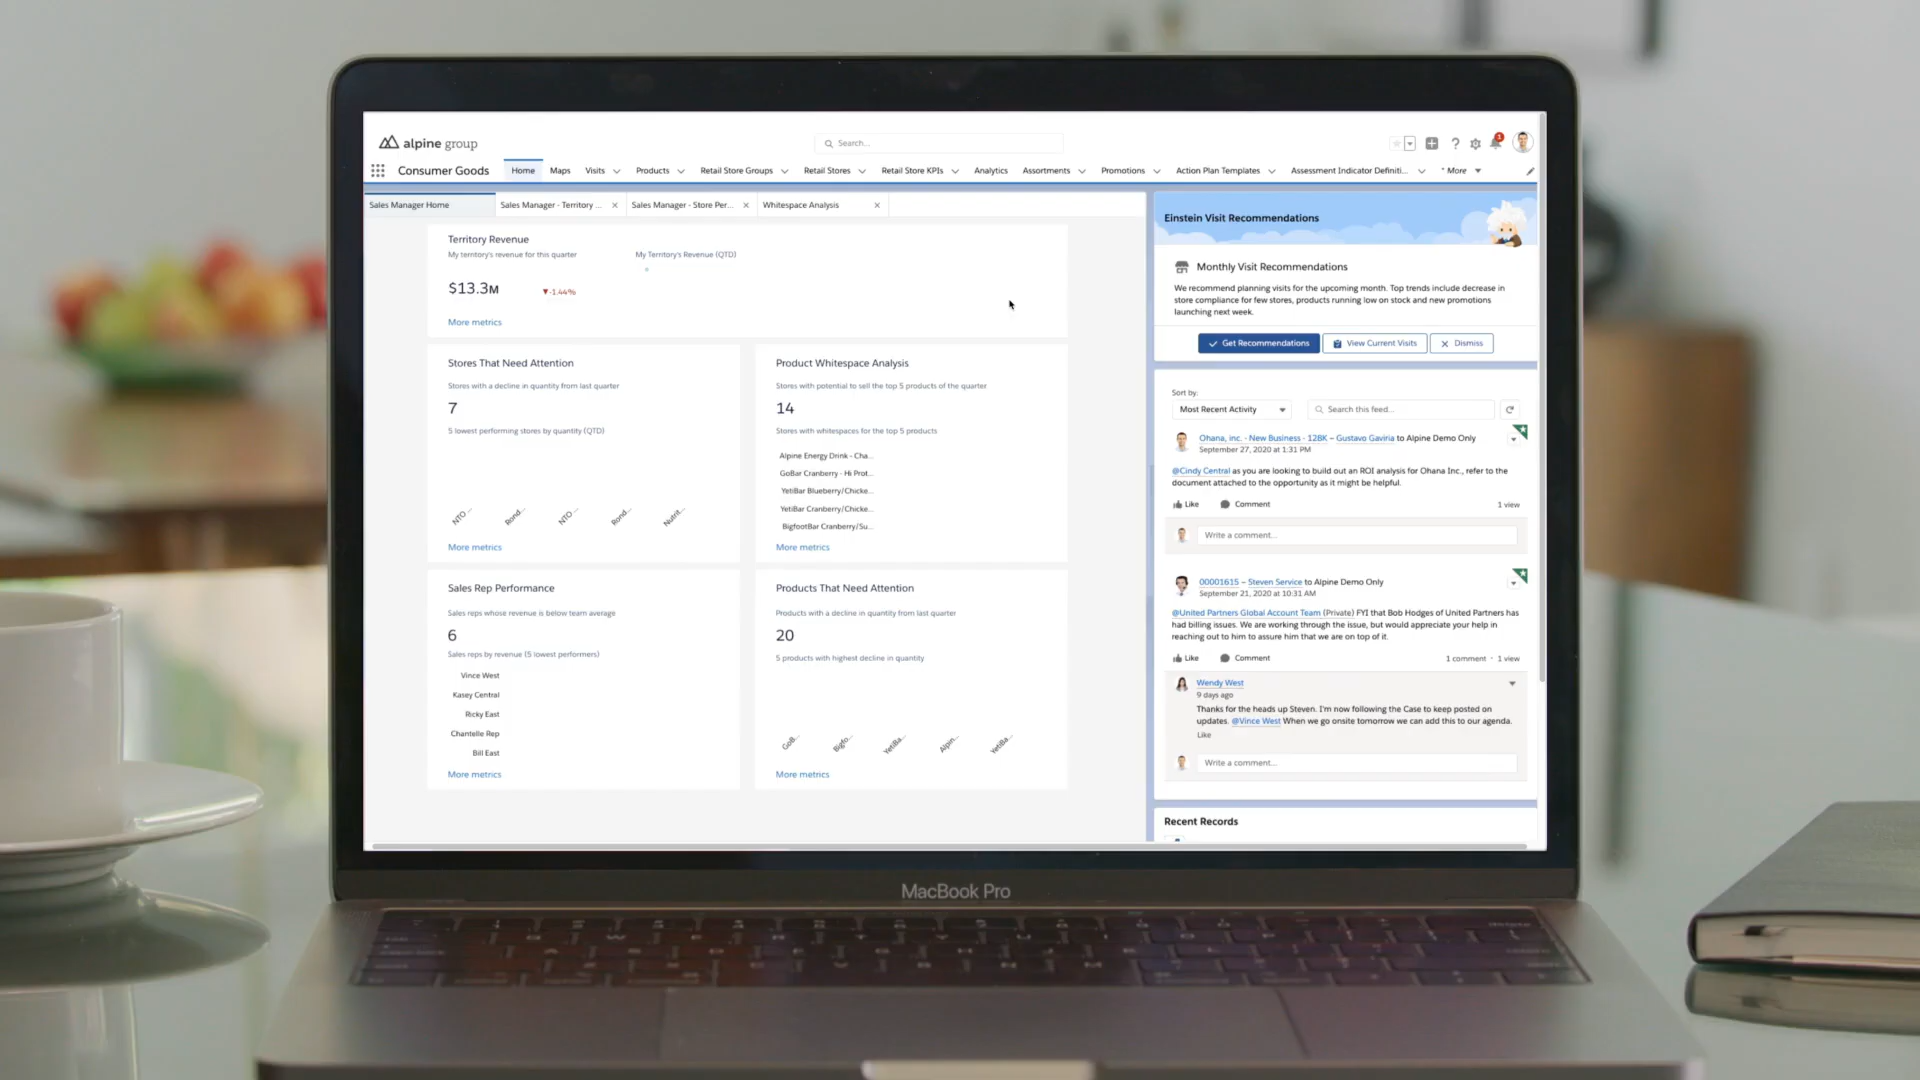 alpine group
Search...
1
Consumer Goods
Home
Maps
Visits
Products
Retail Store Groups
Retail Stores
Retail Store KPIs
Analytics
Assortments
Promotions
Action Plan Templates
Assessment Indicator Definiti...
* More
Sales Manager Home
Sales Manager - Territory ...
Sales Manager - Store Per...
Whitespace Analysis
Territory Revenue
My territory's revenue for this quarter
My Territory's Revenue (QTD)
$13.3M
-1.44%
More metrics
Stores That Need Attention
Stores with a decline in quantity from last quarter
7
5 lowest performing stores by quantity (QTD)
NTO ...
Rond...
NTO ...
Rond...
Nutrit...
More metrics
Product Whitespace Analysis
Stores with potential to sell the top 5 products of the quarter
14
Stores with whitespaces for the top 5 products
Alpine Energy Drink - Cha...
GoBar Cranberry - Hi Prot...
YetiBar Blueberry/Chicke...
YetiBar Cranberry/Chicke...
BigfootBar Cranberry/Su...
More metrics
Sales Rep Performance
Sales reps whose revenue is below team average
6
Sales reps by revenue (5 lowest performers)
Vince West
Kasey Central
Ricky East
Chantelle Rep
Bill East
More metrics
Products That Need Attention
Products with a decline in quantity from last quarter
20
5 products with highest decline in quantity
GoB...
Bigfo...
YetiBa...
Alpin...
YetiBa...
More metrics
Einstein Visit Recommendations
Monthly Visit Recommendations
We recommend planning visits for the upcoming month. Top trends include decrease in
store compliance for few stores, products running low on stock and new promotions
launching next week.
Get Recommendations
View Current Visits
Dismiss
Sort by:
Most Recent Activity
Search this feed...
Ohana, inc. - New Business - 128K – Gustavo Gaviria to Alpine Demo Only
September 27, 2020 at 1:31 PM
@Cindy Central as you are looking to build out an ROI analysis for Ohana Inc., refer to the
document attached to the opportunity as it might be helpful.
Like
Comment
1 view
Write a comment...
00001615 – Steven Service to Alpine Demo Only
September 21, 2020 at 10:31 AM
@United Partners Global Account Team (Private) FYI that Bob Hodges of United Partners has
had billing issues. We are working through the issue, but would appreciate your help in
reaching out to him to assure him that we are on top of it.
Like
Comment
1 comment · 1 view
Wendy West
9 days ago
Thanks for the heads up Steven. I'm now following the Case to keep posted on
updates. @Vince West When we go onsite tomorrow we can add this to our agenda.
Like
Write a comment...
Recent Records
MacBook Pro